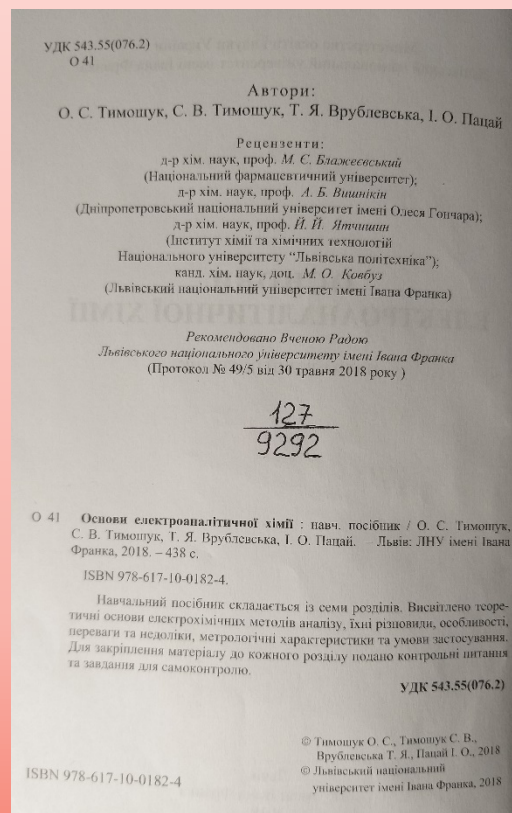 УДК 543.55(076.2)
О 41
Автори:
О. С. Тимошук, С. В. Тимошук, Т. Я. Врублевська, І. О. Пацай
Рецензенти:
д-р хім. наук, проф. М. Є. Блажеєвський
(Національний фармацевтичний університет);
д-р хім. наук, проф. А. Б. Вишнікін
(Дніпропетровський національний університет імені Олеся Гончара);
д-р хім. наук, проф. Й. Й. Ятчишин
(Інститут хімії та хімічних технологій
Національного університету “Львівська політехніка”);
канд. хім. наук, доц. М. О. Ковбуз
(Львівський національний університет імені Івана Франка)
ЕЛЕКТРОАНАЛІТИЧНОЇ ХІМІЇ
Рекомендовано Вченою Радою
Львівського національного університету імені Івана Франка
(Протокол № 49/5 від 30 травня 2018 року )
127
9292
О 41 Основи електроаналітичної хімії : навч. посібник / О. С. Тимошук,
С. В. Тимошук, Т. Я. Врублевська, І. О. Пацай. Львів: ЛНУ імені Івана
Франка, 2018. – 438 с.
ISBN 978-617-10-0182-4.
Навчальний посібник складається із семи розділів. Висвітлено теоре-
тичні основи електрохімічних методів аналізу, їхні різновиди, особливості,
переваги та недоліки, метрологічні характеристики та умови застосування.
Для закріплення матеріалу до кожного розділу подано контрольні питання
та завдання для самоконтролю.
УДК 543.55(076.2)
© Тимошук О. С., Тимошук С. В.,
Врублевська Т. Я., Пацай І. О., 2018
© Львівський національний
університет імені Івана Франка, 2018
ISBN 978-617-10-0182-4